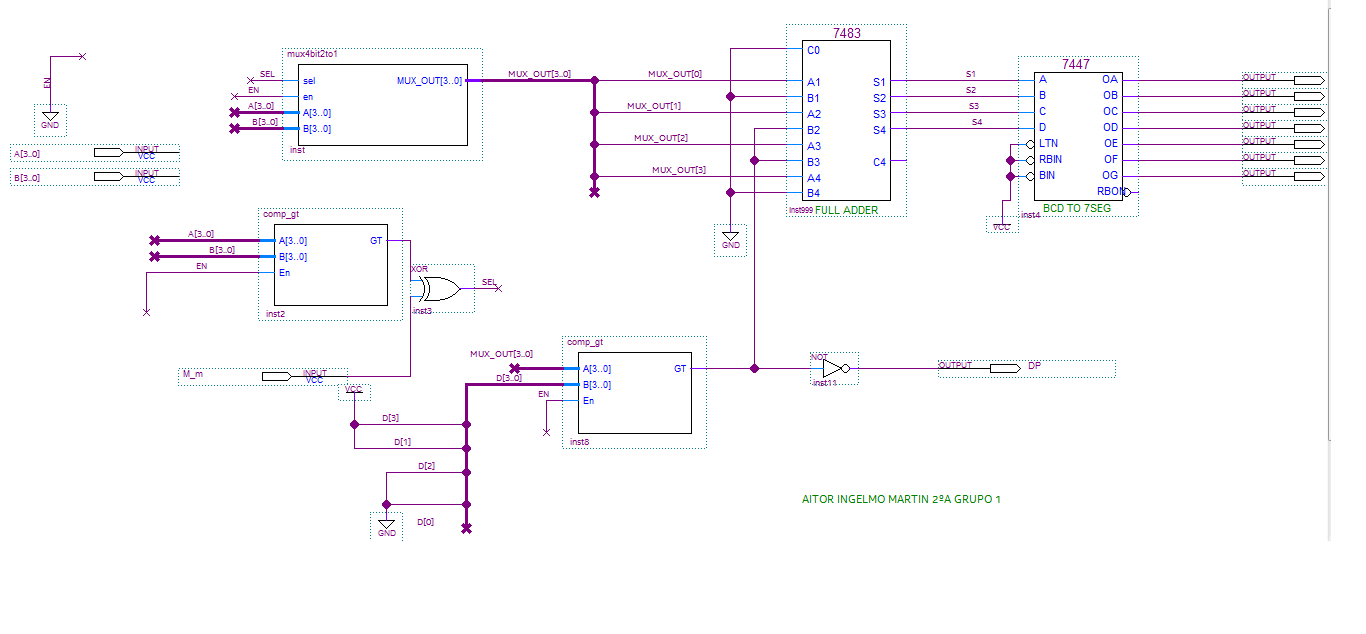 EN
GND
A[3..0] INPUT VCC
B[3..0] INPUT VCC
mux4bit2to1
SEL
EN
A[3..0]
B[3..0]
sel
en
A[3..0]
B[3..0]
MUX_OUT[3..0]
inst
MUX_OUT[3..0]
MUX_OUT[0]
MUX_OUT[1]
MUX_OUT[2]
MUX_OUT[3]
7483
C0
A1
B1
A2
B2
A3
B3
A4
B4
S1
S2
S3
S4
C4
inst999 FULL ADDER
GND
S1
S2
S3
S4
7447
A
B
C
D
LTN
RBIN
BIN
OA
OB
OC
OD
OE
OF
OG
RBON
inst4
BCD TO 7SEG
VCC
OUTPUT
OUTPUT
OUTPUT
OUTPUT
OUTPUT
OUTPUT
OUTPUT
comp_gt
A[3..0]
B[3..0]
EN
A[3..0]
B[3..0]
En
GT
inst2
XOR
inst3
SEL
M_m INPUT VCC
VCC
D[3]
D[1]
D[2]
D[0]
GND
MUX_OUT[3..0]
D[3..0]
EN
comp_gt
A[3..0]
B[3..0]
En
GT
inst8
NOT
inst11
OUTPUT DP
AITOR INGELMO MARTIN 2ºA GRUPO 1